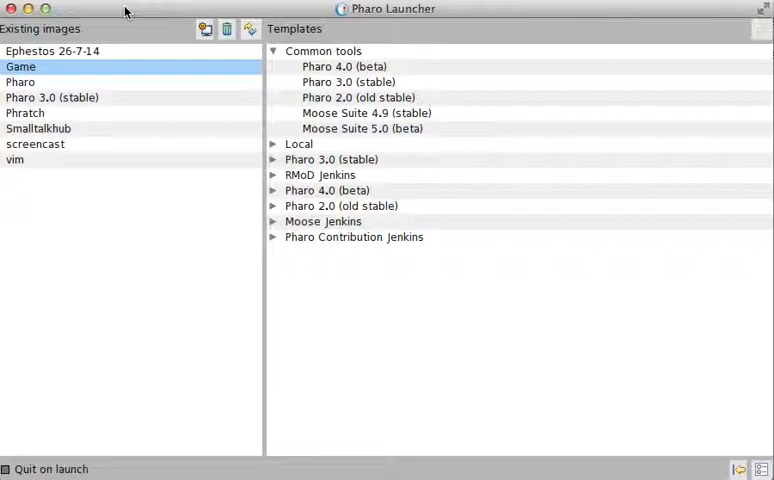 Pharo Launcher
Existing images
Ephestos 26-7-14
Game
Pharo
Pharo 3.0 (stable)
Phratch
Smalltalkhub
screencast
vim
Quit on launch
Templates
Common tools
Pharo 4.0 (beta)
Pharo 3.0 (stable)
Pharo 2.0 (old stable)
Moose Suite 4.9 (stable)
Moose Suite 5.0 (beta)
Local
Pharo 3.0 (stable)
RMoD Jenkins
Pharo 4.0 (beta)
Pharo 2.0 (old stable)
Moose Jenkins
Pharo Contribution Jenkins